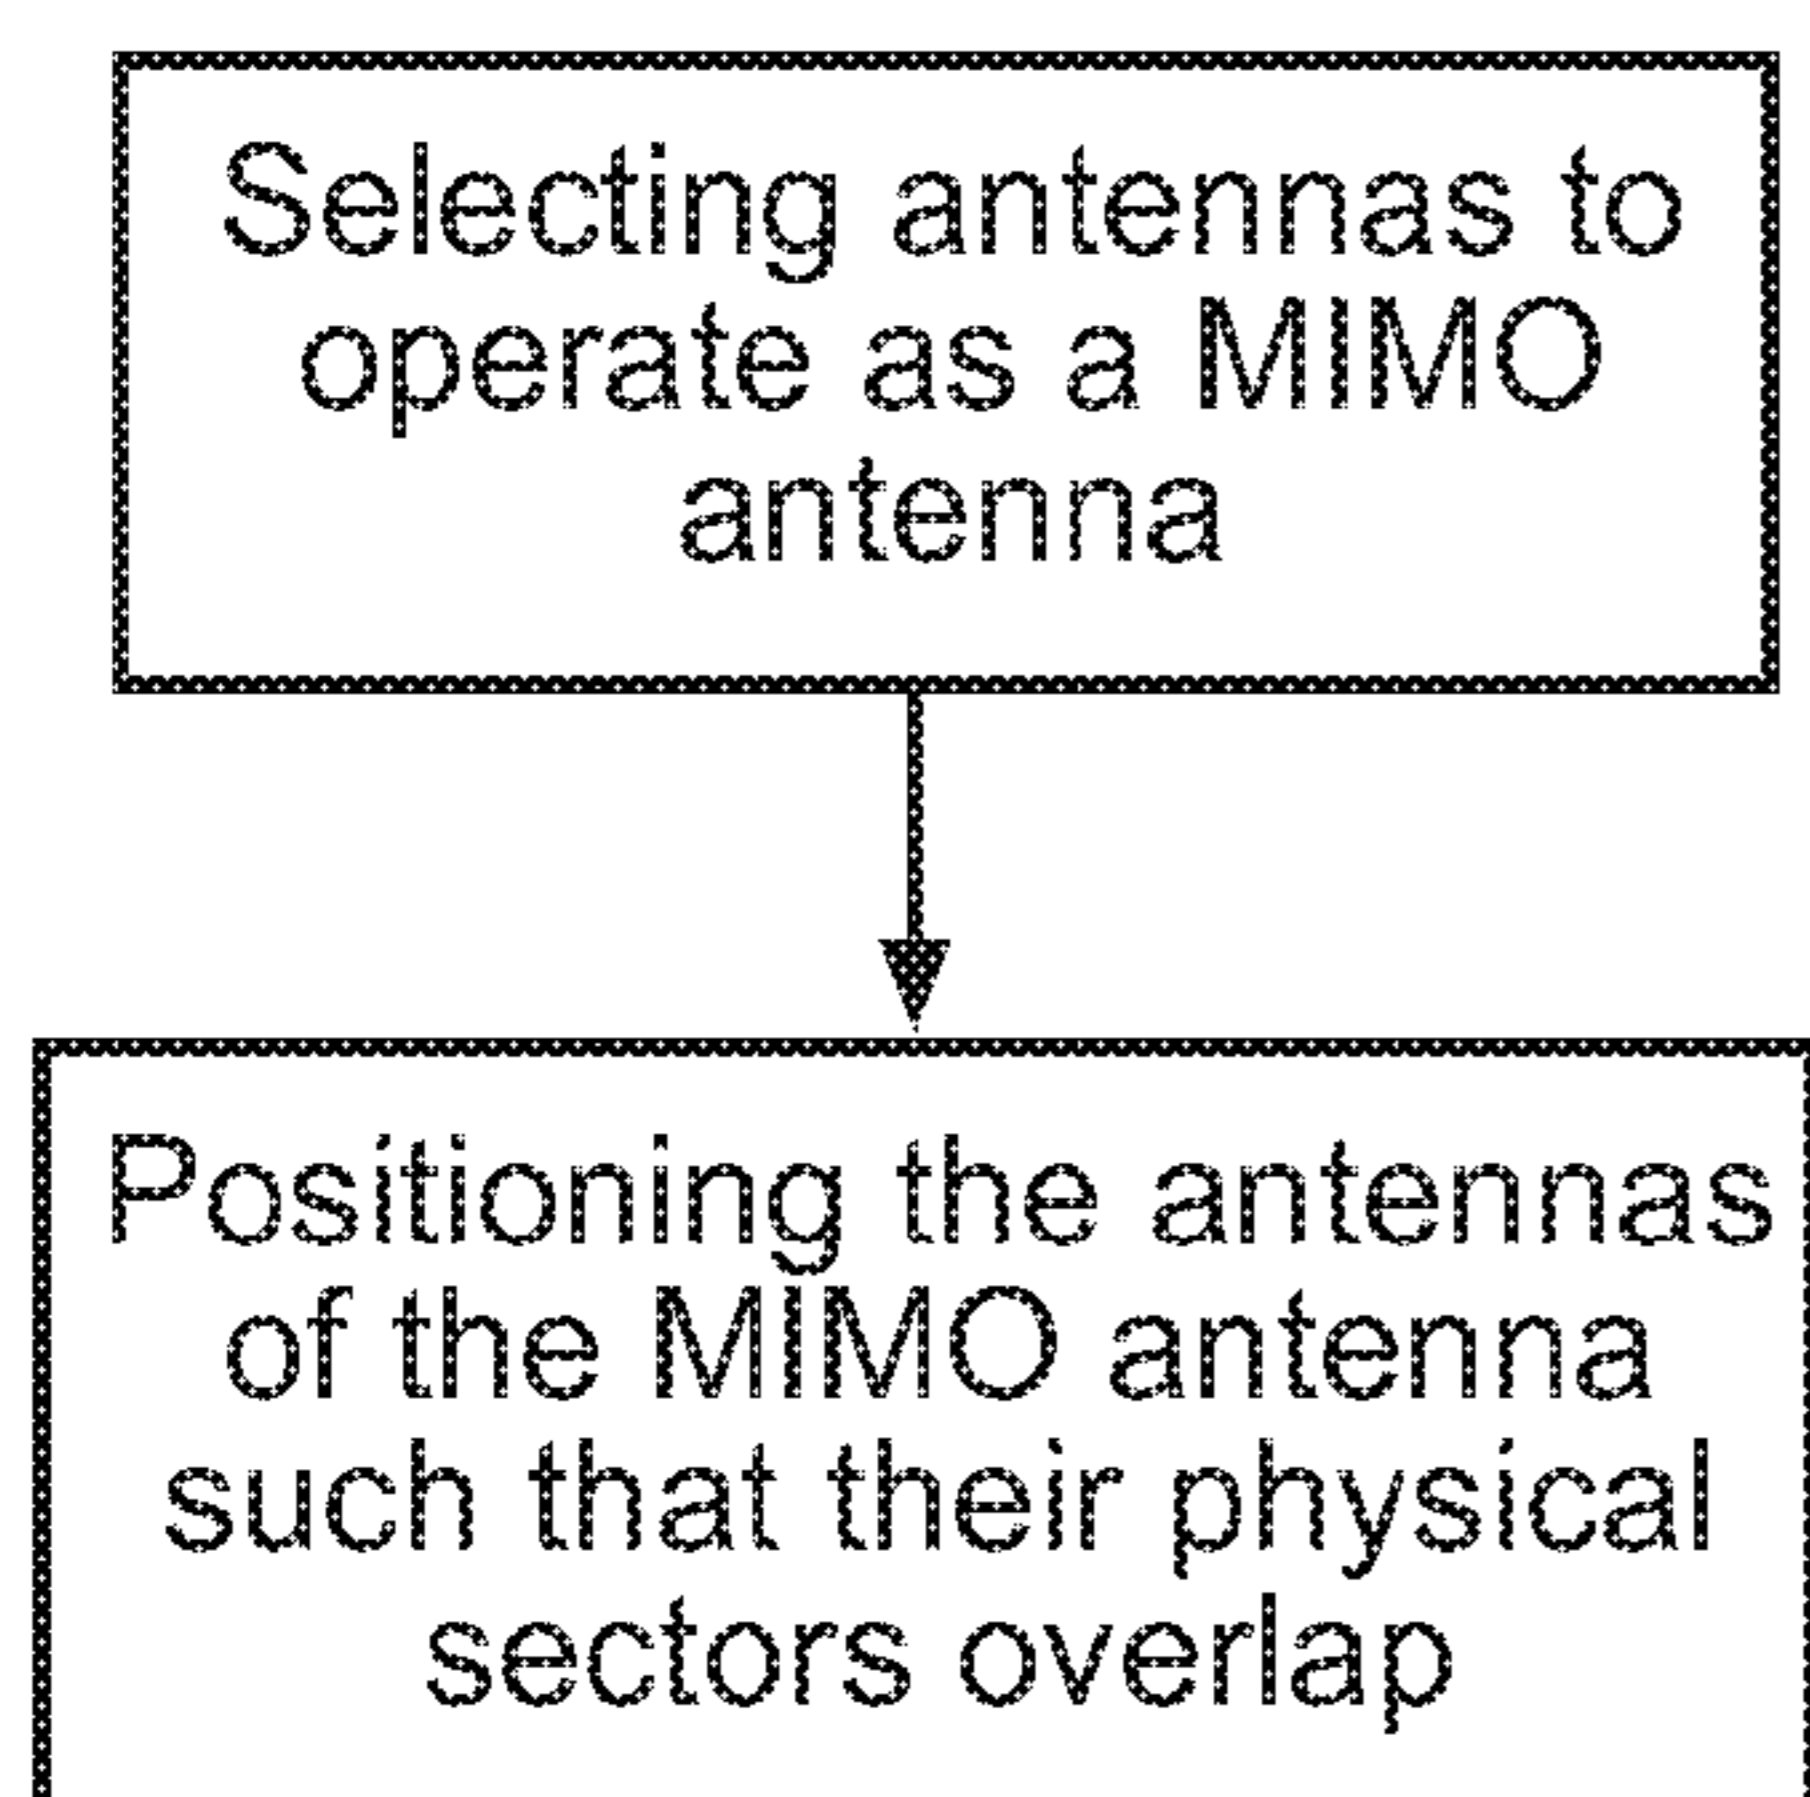 Selecting antennas to
operate as a MIMO
antenna
Positioning the antennas
of the MIMO antenna
such that their physical
sectors overlap